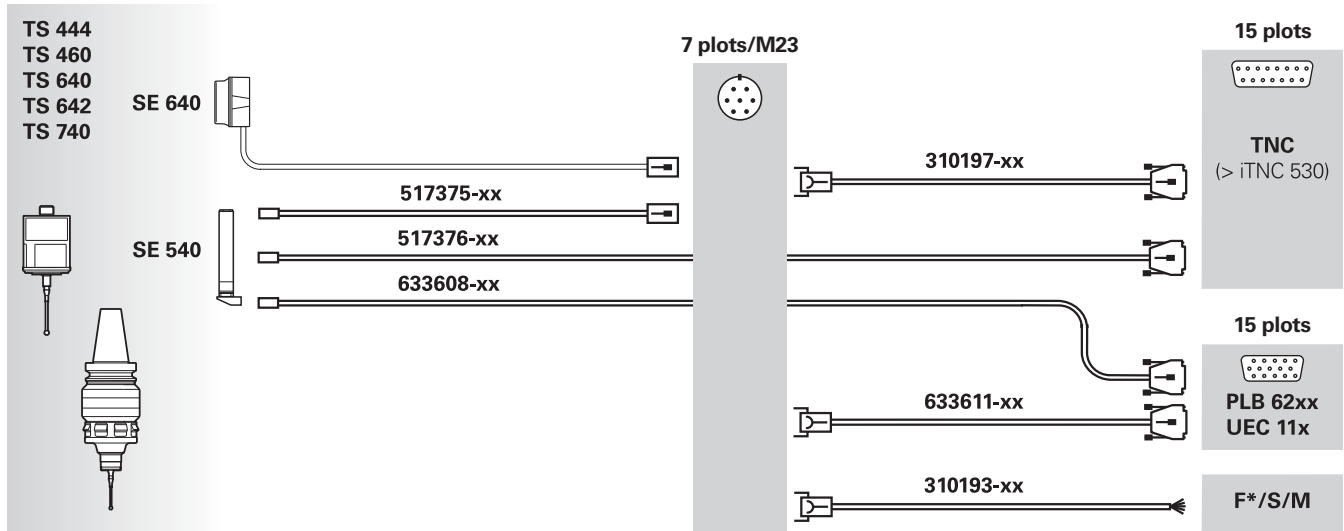 TS 444
TS 460
TS 640
TS 642
TS 740
SE 640
SE 540
7 plots/M23
517375-xx
517376-xx
633608-xx
310197-xx
633611-xx
310193-xx
15 plots
TNC
(> iTNC 530)
15 plots
PLB 62xx
UEC 11x
F*/S/M